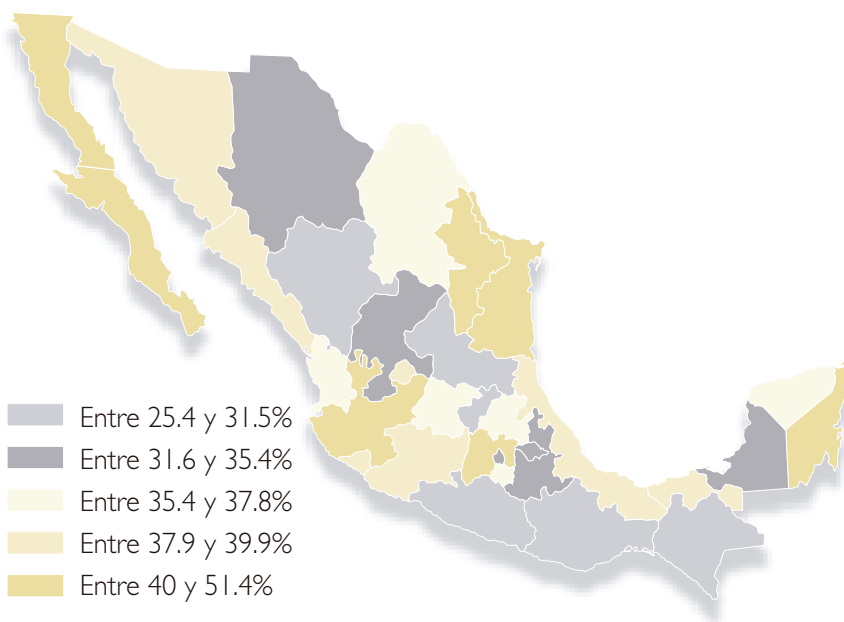 Entre 25.4 y 31.5%
Entre 31.6 y 35.4%
Entre 35.4 y 37.8%
Entre 37.9 y 39.9%
Entre 40 y 51.4%